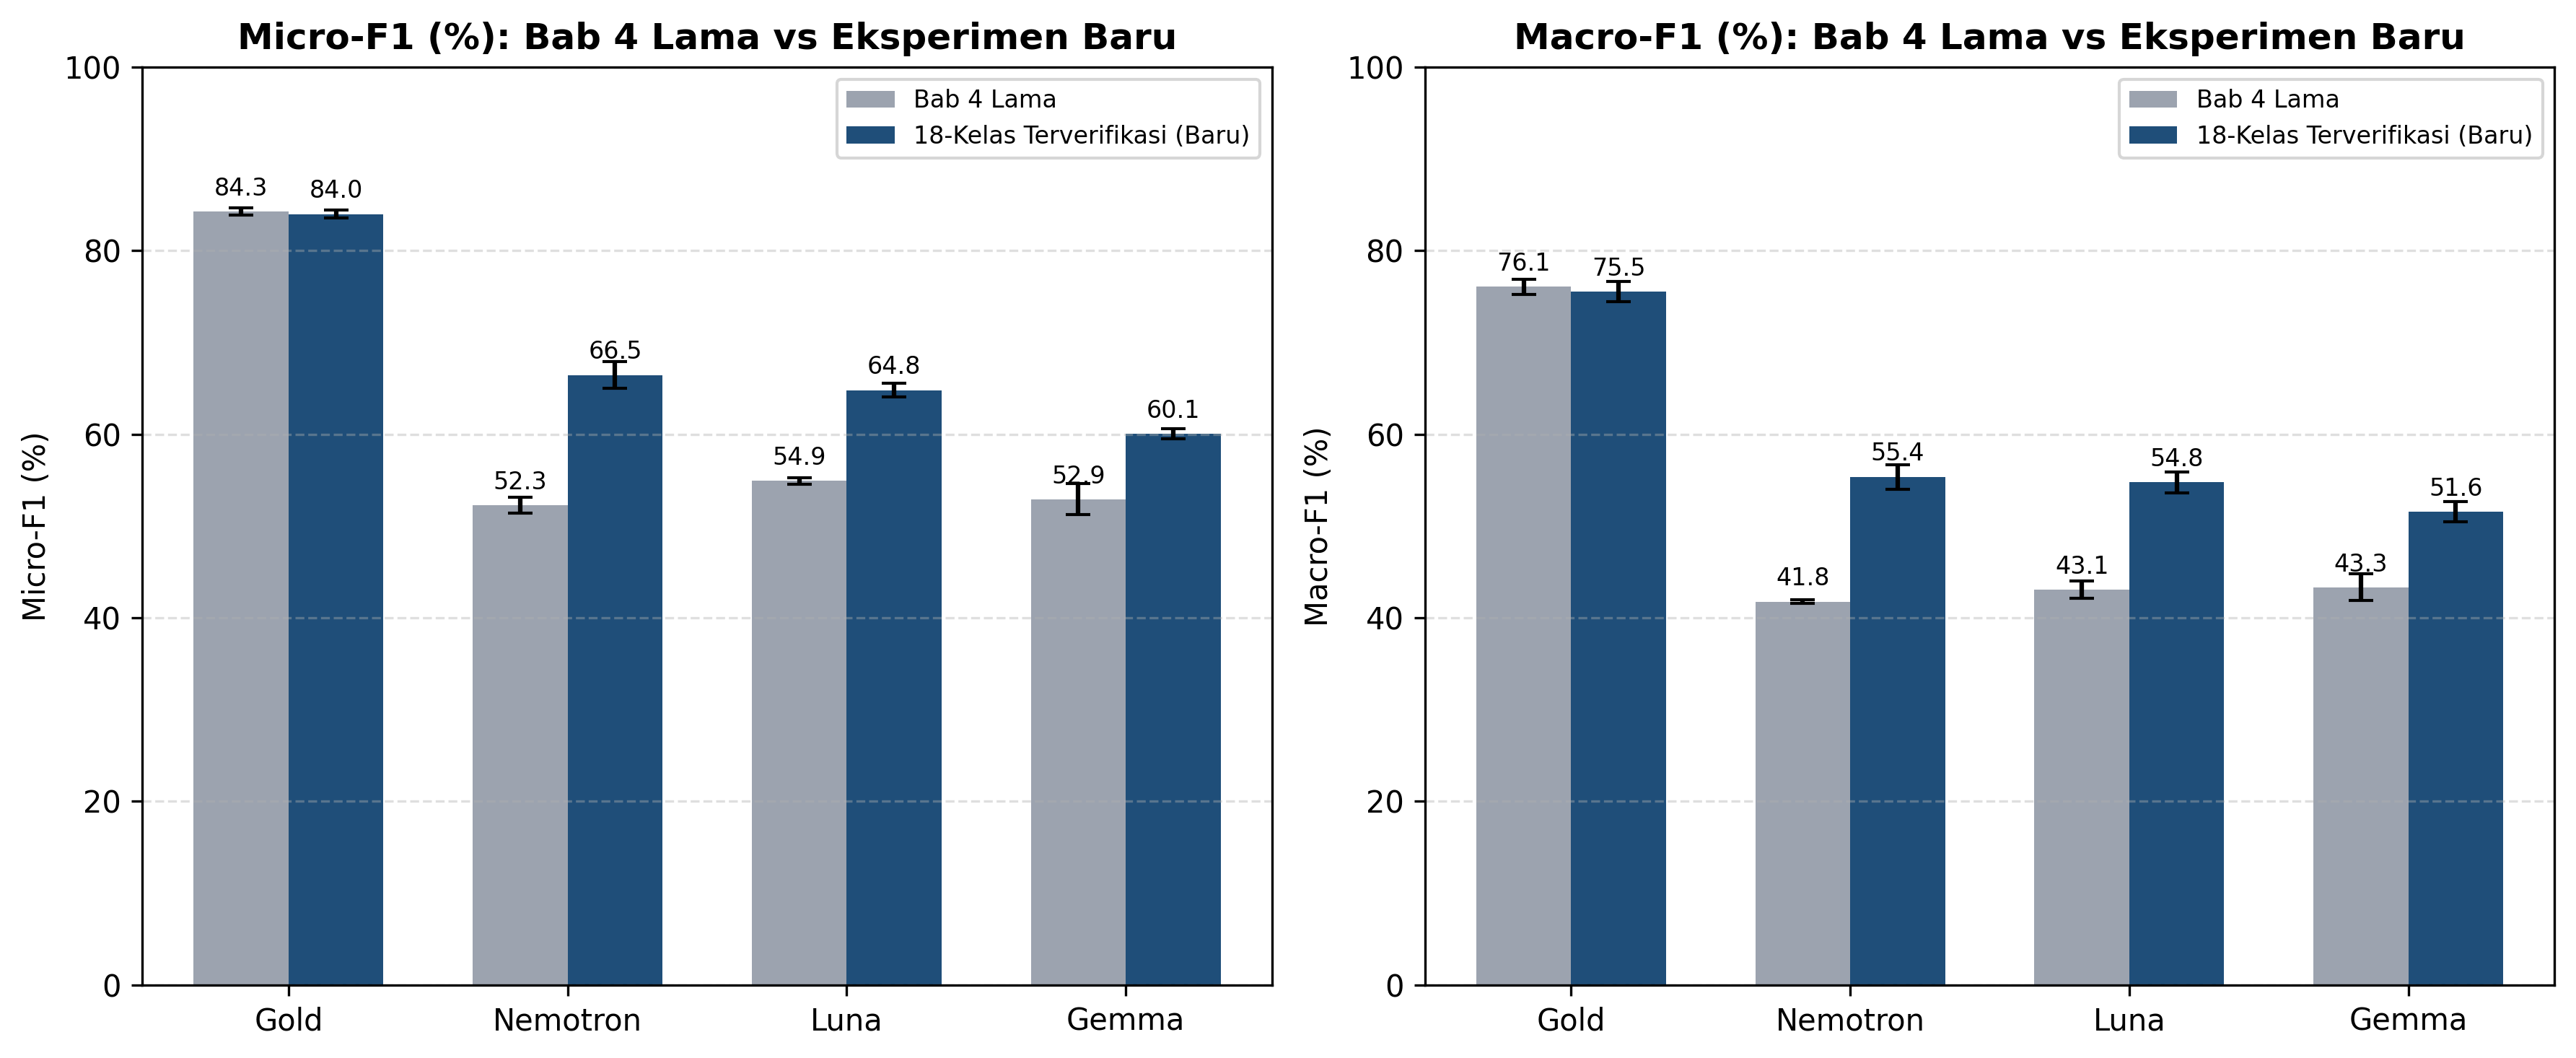 Micro-F1 (%): Bab 4 Lama vs Eksperimen Baru
Micro-F1 (%)
100
80
60
40
20
0
Bab 4 Lama
18-Kelas Terverifikasi (Baru)
84.3
84.0
52.3
66.5
54.9
64.8
52.9
60.1
Gold
Nemotron
Luna
Gemma
Macro-F1 (%): Bab 4 Lama vs Eksperimen Baru
Macro-F1 (%)
100
80
60
40
20
0
Bab 4 Lama
18-Kelas Terverifikasi (Baru)
76.1
75.5
41.8
55.4
43.1
54.8
43.3
51.6
Gold
Nemotron
Luna
Gemma